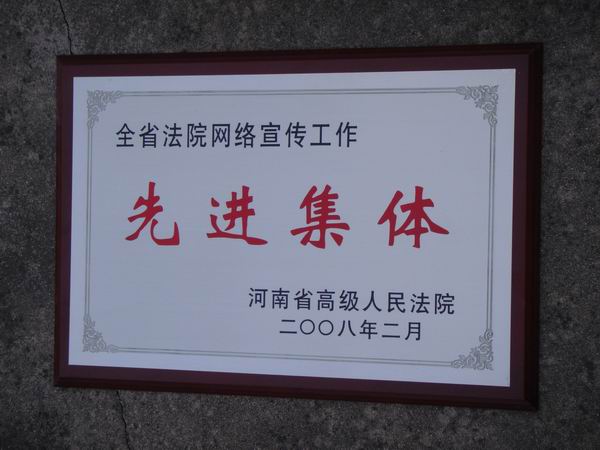 全省法院网络宣传工作
先进集体
河南省高级人民法院
二〇〇八年二月